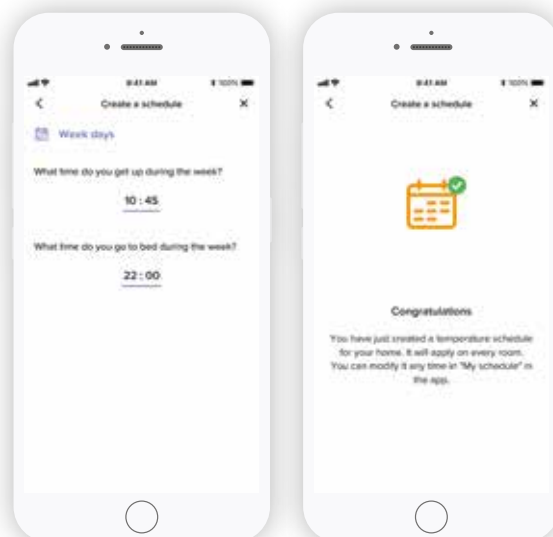 9:41 AM 100%
Create a schedule
Week days
What time do you get up during the week?
10 : 45
What time do you go to bed during the week?
22 : 00
9:41 AM 100%
Create a schedule
Congratulations
You have just created a temperature schedule
for your home. It will apply on every room.
You can modify it any time in "My schedule" in
the app.